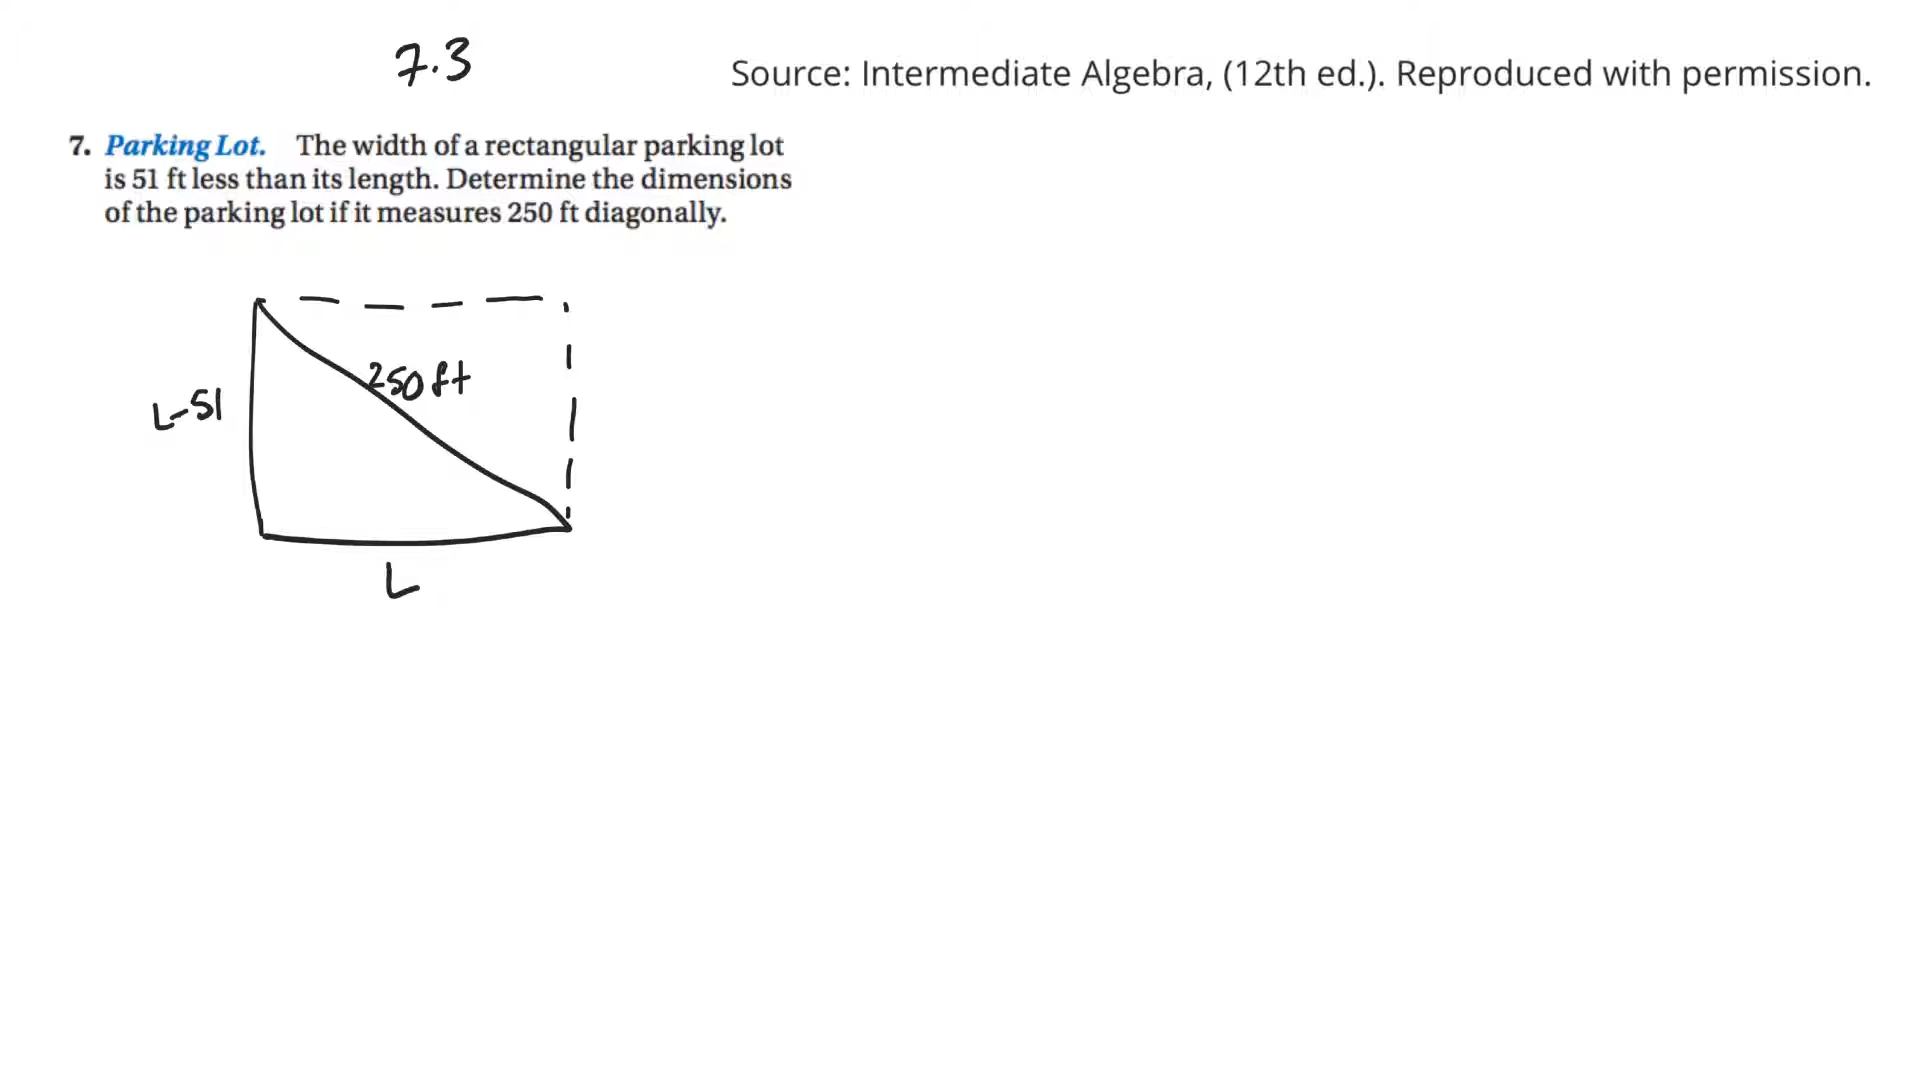 7.3
Source: Intermediate Algebra, (12th ed.). Reproduced with permission.
7. Parking Lot. The width of a rectangular parking lot
is 51 ft less than its length. Determine the dimensions
of the parking lot if it measures 250 ft diagonally.
250 ft
L-51
L